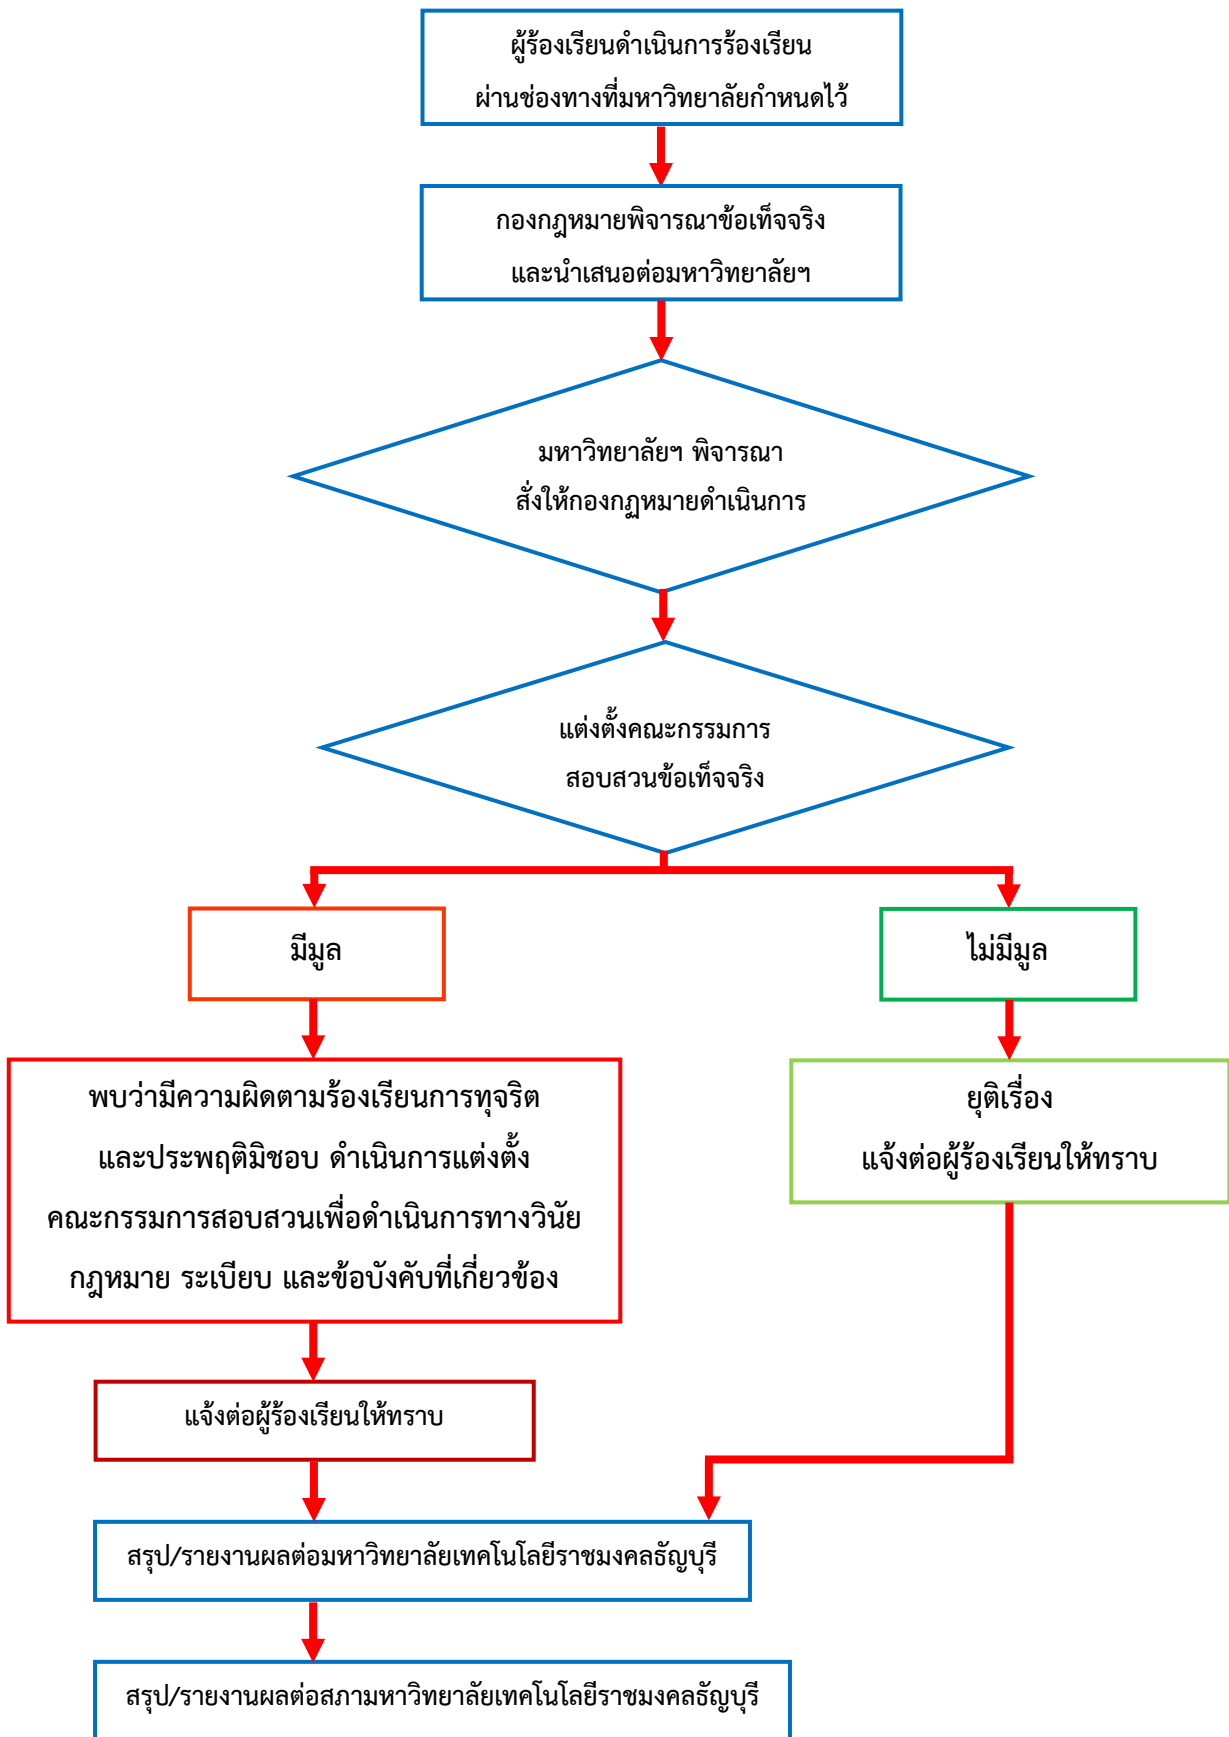 ผู้ร้องเรียนดำเนินการร้องเรียน
ผ่านช่องทางที่มหาวิทยาลัยกำหนดไว้
กองกฎหมายพิจารณาข้อเท็จจริง
และนำเสนอต่อมหาวิทยาลัยฯ
มหาวิทยาลัยฯ พิจารณา
สั่งให้กองกฎหมายดำเนินการ
แต่งตั้งคณะกรรมการ
สอบสวนข้อเท็จจริง
มีมูล
ไม่มีมูล
พบว่ามีความผิดตามร้องเรียนการทุจริต
และประพฤติมิชอบ ดำเนินการแต่งตั้ง
คณะกรรมการสอบสวนเพื่อดำเนินการทางวินัย
กฎหมาย ระเบียบ และข้อบังคับที่เกี่ยวข้อง
ยุติเรื่อง
แจ้งต่อผู้ร้องเรียนให้ทราบ
แจ้งต่อผู้ร้องเรียนให้ทราบ
สรุป/รายงานผลต่อมหาวิทยาลัยเทคโนโลยีราชมงคลธัญบุรี
สรุป/รายงานผลต่อสภามหาวิทยาลัยเทคโนโลยีราชมงคลธัญบุรี